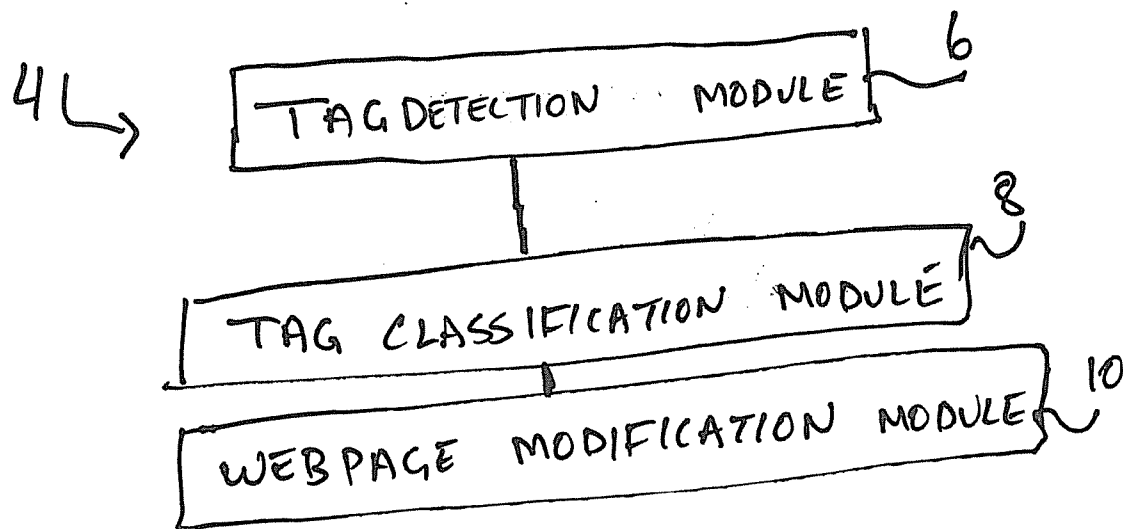 6
4
TAG DETECTION MODULE
8
TAG CLASSIFICATION MODULE
10
WEBPAGE MODIFICATION MODULE